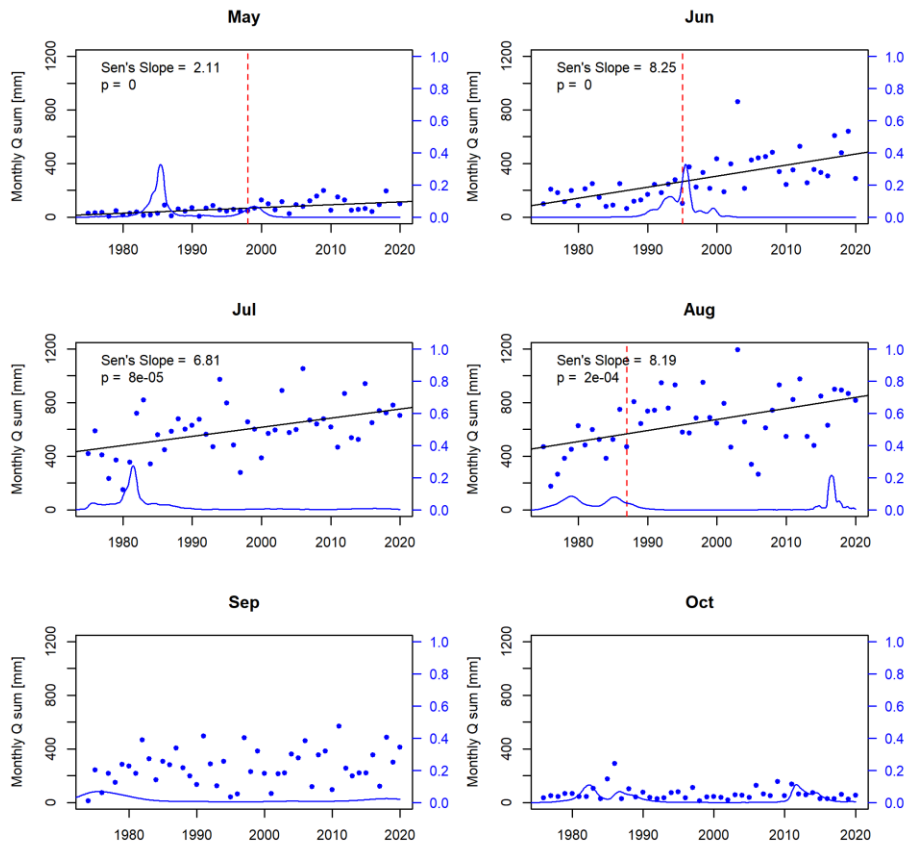 May
Jun
Sen's Slope = 2.11
p = 0
Monthly Q sum [mm]
0 400 800 1200
0.0 0.2 0.4 0.6 0.8 1.0
1980 1990 2000 2010 2020
Sen's Slope = 8.25
p = 0
Monthly Q sum [mm]
0 400 800 1200
0.0 0.2 0.4 0.6 0.8 1.0
1980 1990 2000 2010 2020
Jul
Aug
Sen's Slope = 6.81
p = 8e-05
Monthly Q sum [mm]
0 400 800 1200
0.0 0.2 0.4 0.6 0.8 1.0
1980 1990 2000 2010 2020
Sen's Slope = 8.19
p = 2e-04
Monthly Q sum [mm]
0 400 800 1200
0.0 0.2 0.4 0.6 0.8 1.0
1980 1990 2000 2010 2020
Sep
Oct
Monthly Q sum [mm]
0 400 800 1200
0.0 0.2 0.4 0.6 0.8 1.0
1980 1990 2000 2010 2020
Monthly Q sum [mm]
0 400 800 1200
0.0 0.2 0.4 0.6 0.8 1.0
1980 1990 2000 2010 2020